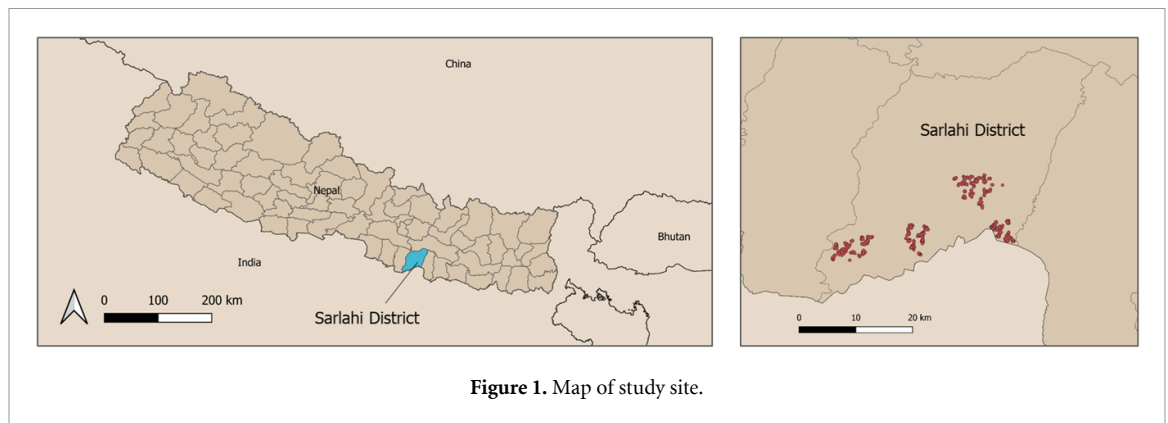 China
Nepal
Bhutan
India
0 100 200 km
Sarlahi District
Sarlahi District
0 10 20 km
Figure 1. Map of study site.